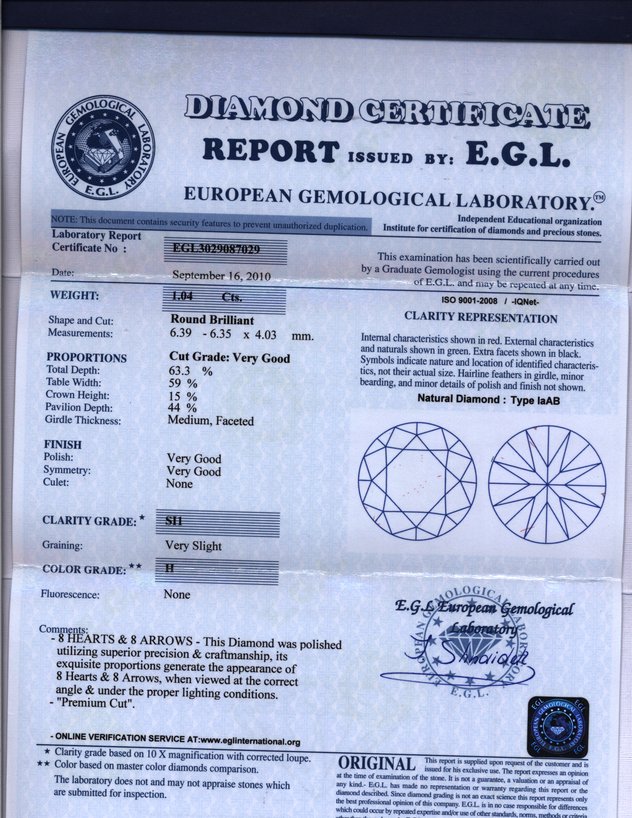 EUROPEAN GEMOLOGICAL LABORATORY
E.G.L.
DIAMOND CERTIFICATE
REPORT ISSUED BY: E.G.L.
EUROPEAN GEMOLOGICAL LABORATORY.™
NOTE: This document contains security features to prevent unauthorized duplication.
Independent Educational organization
Institute for certification of diamonds and precious stones.
Laboratory Report
Certificate No : EGL3029087029
Date: September 16, 2010
WEIGHT: 1.04 Cts.
Shape and Cut: Round Brilliant
Measurements: 6.39 - 6.35 x 4.03 mm.
PROPORTIONS Cut Grade: Very Good
Total Depth: 63.3 %
Table Width: 59 %
Crown Height: 15 %
Pavilion Depth: 44 %
Girdle Thickness: Medium, Faceted
FINISH
Polish: Very Good
Symmetry: Very Good
Culet: None
CLARITY GRADE: * SI1
Graining: Very Slight
COLOR GRADE: ** H
Fluorescence: None
Comments:
- 8 HEARTS & 8 ARROWS - This Diamond was polished
utilizing superior precision & craftmanship, its
exquisite proportions generate the appearance of
8 Hearts & 8 Arrows, when viewed at the correct
angle & under the proper lighting conditions.
- "Premium Cut".
- ONLINE VERIFICATION SERVICE AT:www.eglinternational.org
* Clarity grade based on 10 X magnification with corrected loupe.
** Color based on master color diamonds comparison.
The laboratory does not and may not appraise stones which
are submitted for inspection.
This examination has been scientifically carried out
by a Graduate Gemologist using the current procedures
of E.G.L. and may be repeated at any time.
ISO 9001-2008 / -IQNet-
CLARITY REPRESENTATION
Internal characteristics shown in red. External characteristics
and naturals shown in green. Extra facets shown in black.
Symbols indicate nature and location of identified characteris-
tics, not their actual size. Hairline feathers in girdle, minor
bearding, and minor details of polish and finish not shown.
Natural Diamond : Type IaAB
E.G.L European Gemological
Laboratory
EUROPEAN GEMOLOGICAL LABORATORY
E.G.L.
EGL EGL
EGL EGL
ORIGINAL This report is supplied upon request of the customer and is
issued for his exclusive use. The report expresses an opinion
at the time of examination of the stone. It is not a guarantee, a valuation or an appraisal of
any kind.- E.G.L. has made no representation or warranty regarding this report or the
diamond described. Since diamond grading is not an exact science this report represents only
the best professional opinion of this company. E.G.L. is in no case responsible for differences
which could occur by repeated expertise and/or use of other standards, norms, methods or criteria